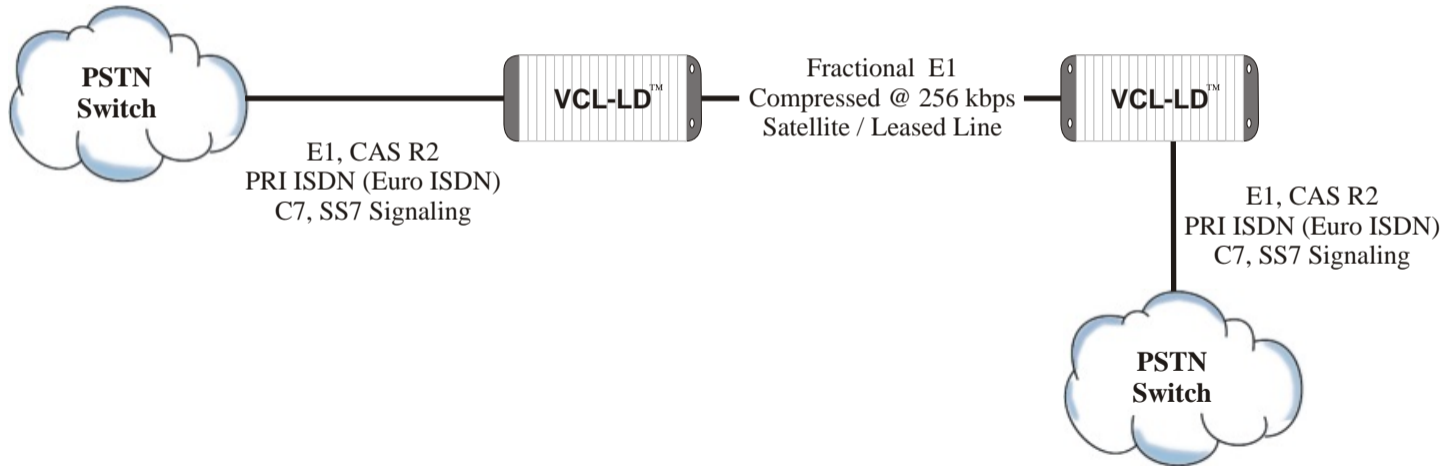 PSTN
Switch
E1, CAS R2
PRI ISDN (Euro ISDN)
C7, SS7 Signaling
VCL-LD™
Fractional E1
Compressed @ 256 kbps
Satellite / Leased Line
VCL-LD™
E1, CAS R2
PRI ISDN (Euro ISDN)
C7, SS7 Signaling
PSTN
Switch